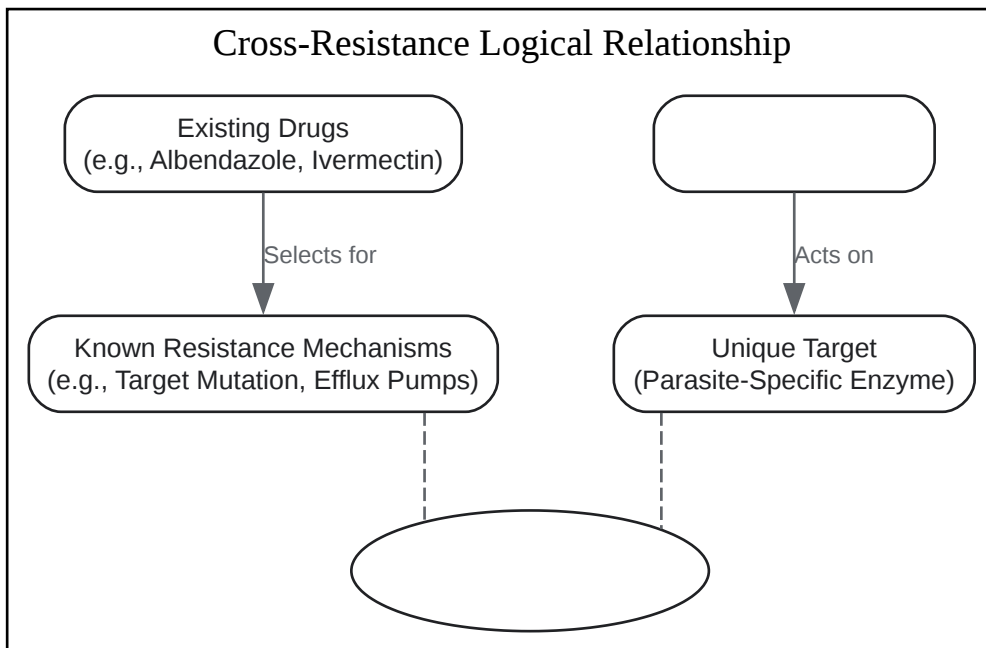 Cross-Resistance Logical Relationship
Existing Drugs
(e.g., Albendazole, Ivermectin)
Selects for
Acts on
Known Resistance Mechanisms
(e.g., Target Mutation, Efflux Pumps)
Unique Target
(Parasite-Specific Enzyme)